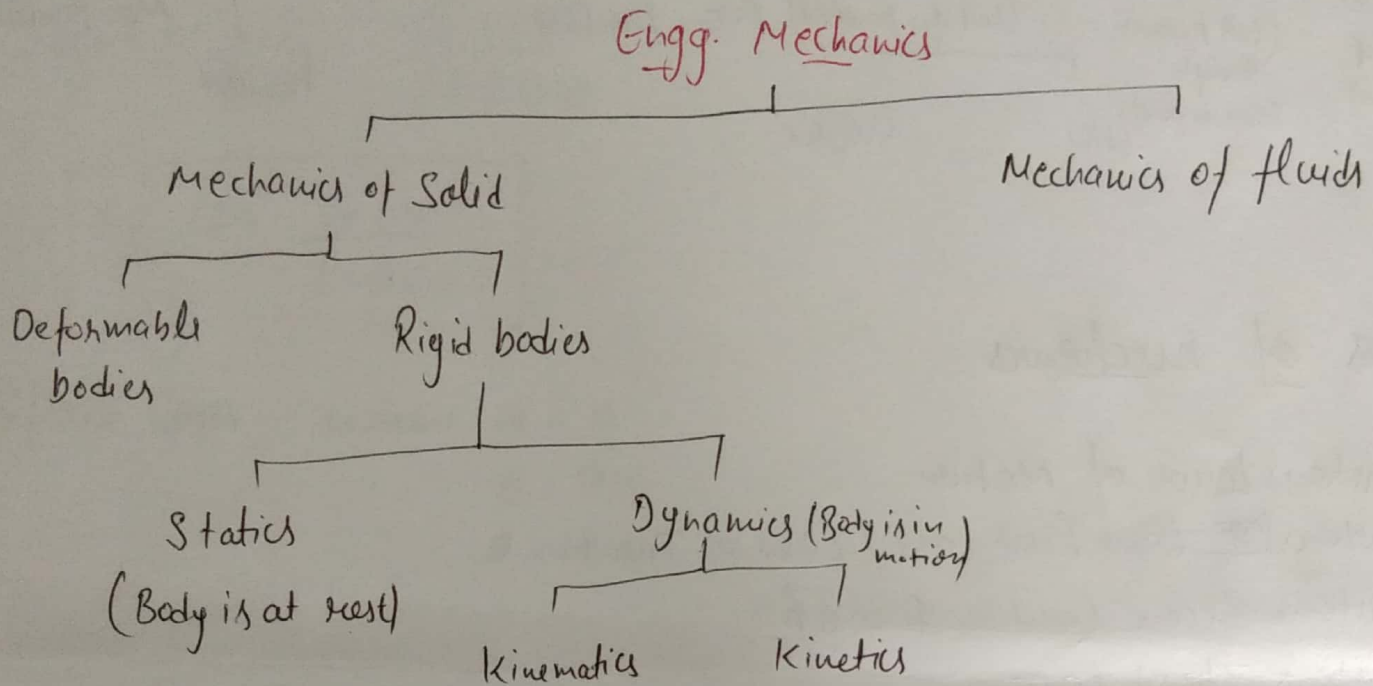 Engg. Mechanics
Mechanics of Solid
Mechanics of fluids
Deformable
bodies
Rigid bodies
Statics
(Body is at rest)
Dynamics (Body is in
motion)
Kinematics
Kinetics